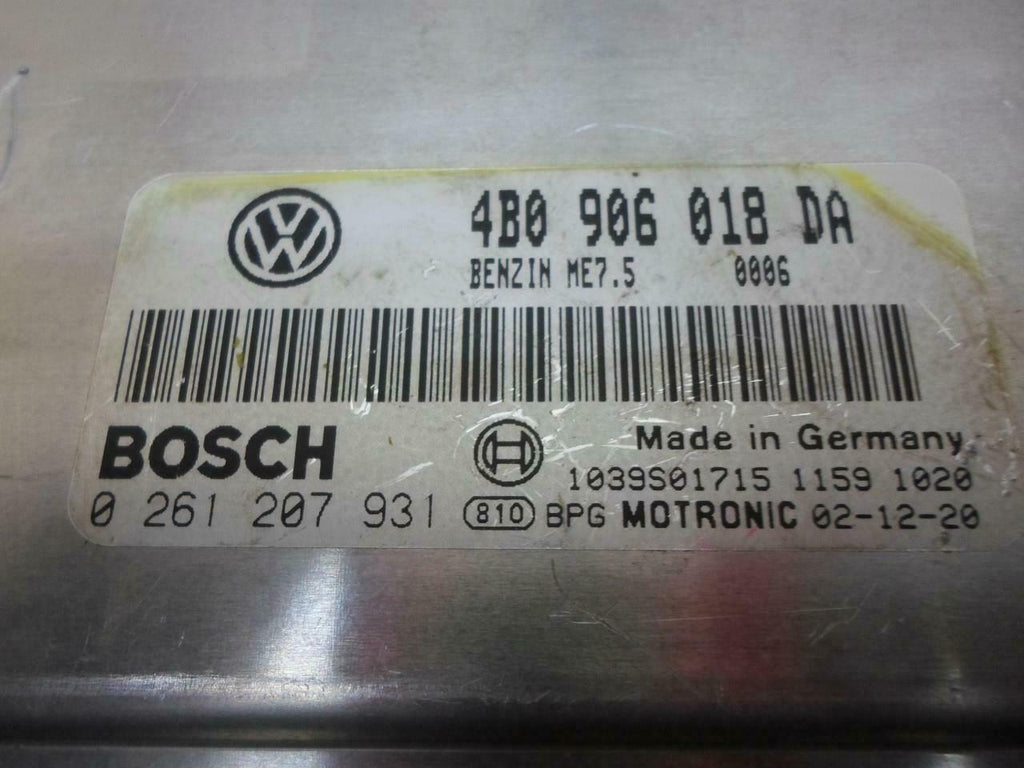 4B0 906 018 DA
BENZIN ME7.5 0006
BOSCH
Made in Germany
1039S01715 1159 1020
0 261 207 931 810 BPG MOTRONIC 02-12-20